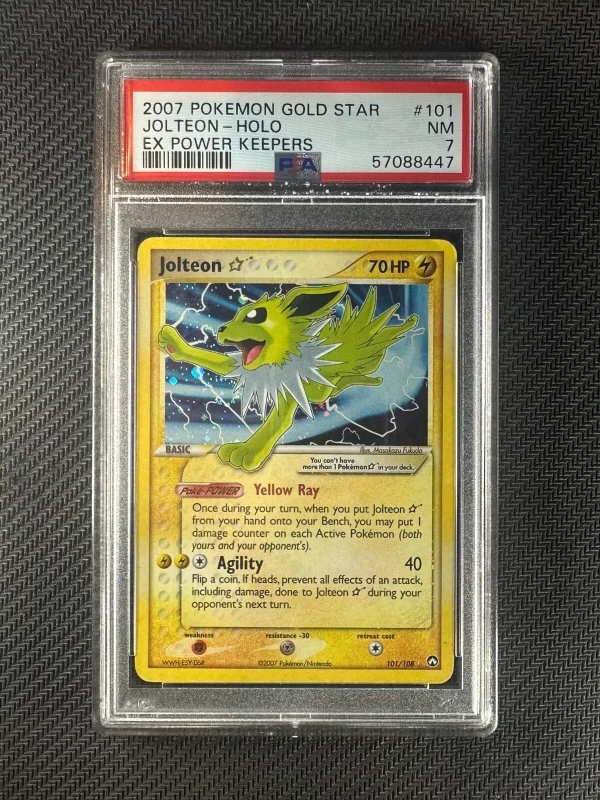 2007 POKEMON GOLD STAR #101
JOLTEON-HOLO NM
EX POWER KEEPERS 7
PSA 57088447
Jolteon ☆ 70 HP
BASIC
Illus. Masakazu Fukuda
You can't have
more than 1 Pokémon☆ in your deck.
Poké-POWER Yellow Ray
Once during your turn, when you put Jolteon ☆
from your hand onto your Bench, you may put 1
damage counter on each Active Pokémon (both
yours and your opponent's).
Agility 40
Flip a coin. If heads, prevent all effects of an attack,
including damage, done to Jolteon ☆ during your
opponent's next turn.
weakness resistance -30 retreat cost
WWH-ESY-DSR ©2007 Pokémon/Nintendo 101/108